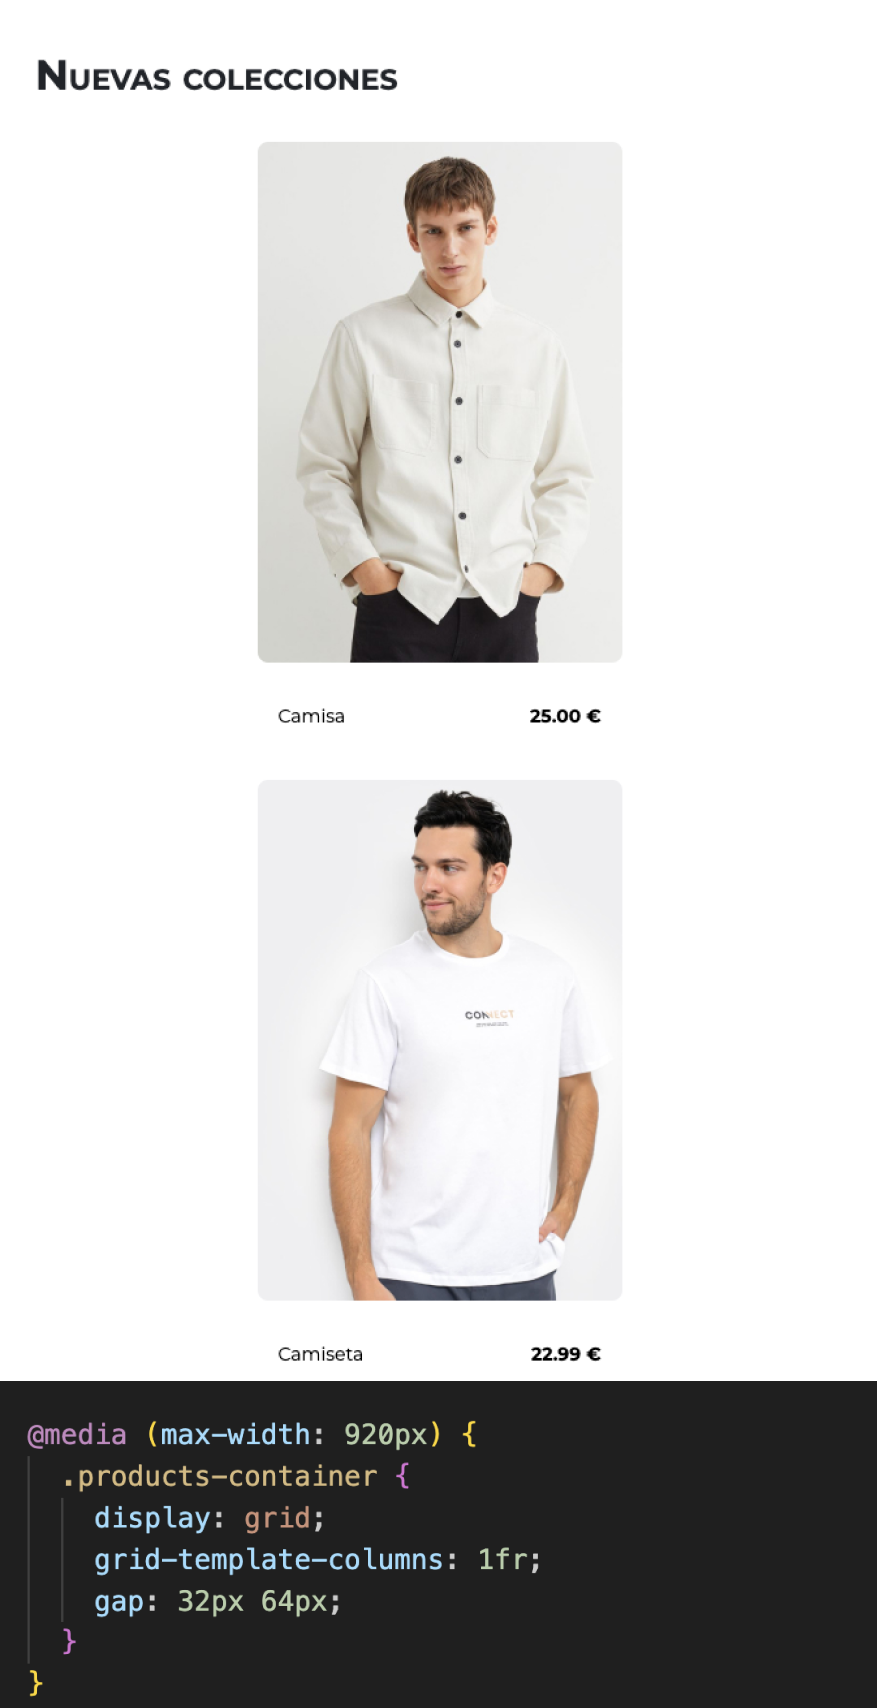 Nuevas colecciones
Camisa 25.00 €
CONNECT
Camiseta 22.99 €
@media (max-width: 920px) {
.products-container {
display: grid;
grid-template-columns: 1fr;
gap: 32px 64px;
}
}